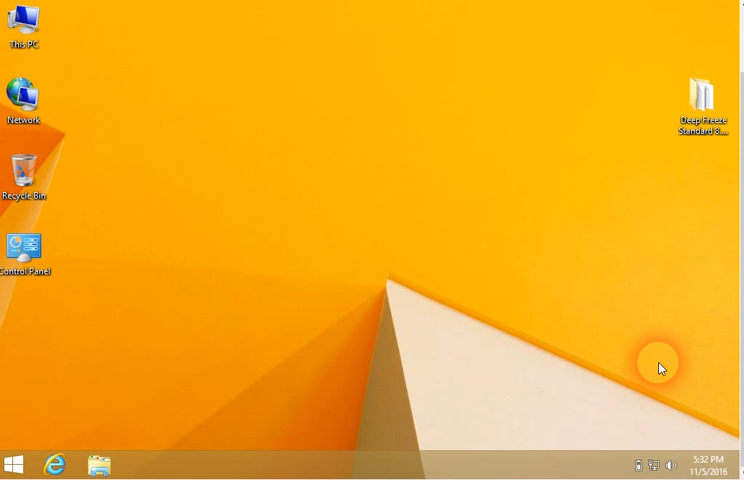 This PC
Network
Recycle Bin
Control Panel
Deep Freeze
Standard 8....
5:32 PM
11/5/2016